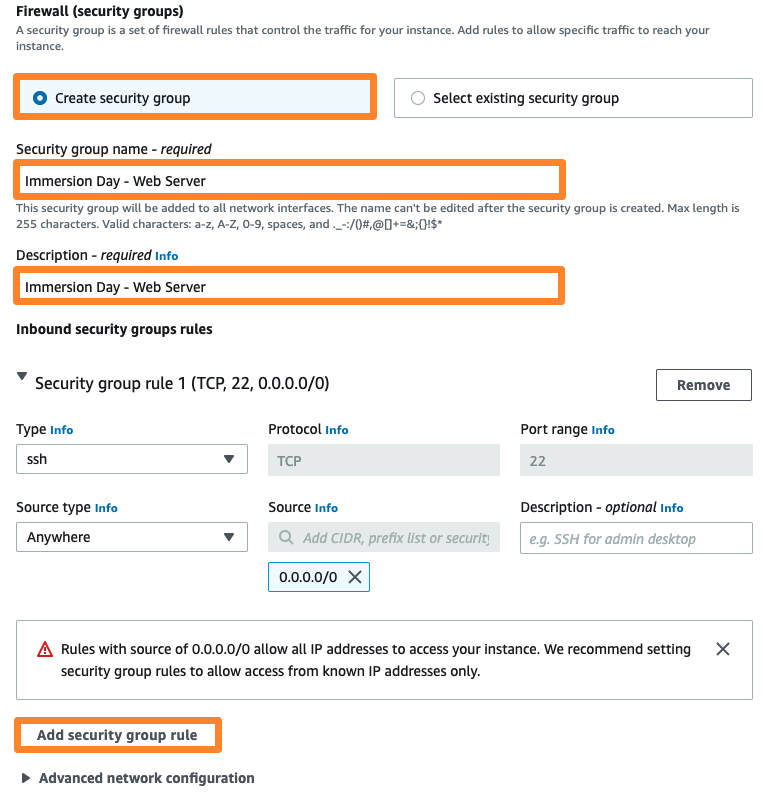 Firewall (security groups)
A security group is a set of firewall rules that control the traffic for your instance. Add rules to allow specific traffic to reach your
instance.
Create security group
Select existing security group
Security group name - required
Immersion Day - Web Server
This security group will be added to all network interfaces. The name can't be edited after the security group is created. Max length is
255 characters. Valid characters: a-z, A-Z, 0-9, spaces, and ._-:/()#,@[]+=&;{}!$*
Description - required Info
Immersion Day - Web Server
Inbound security groups rules
Security group rule 1 (TCP, 22, 0.0.0.0/0)
Remove
Type Info
Protocol Info
Port range Info
ssh
TCP
22
Source type Info
Source Info
Description - optional Info
Anywhere
Add CIDR, prefix list or security
e.g. SSH for admin desktop
0.0.0.0/0
Rules with source of 0.0.0.0/0 allow all IP addresses to access your instance. We recommend setting
security group rules to allow access from known IP addresses only.
Add security group rule
Advanced network configuration